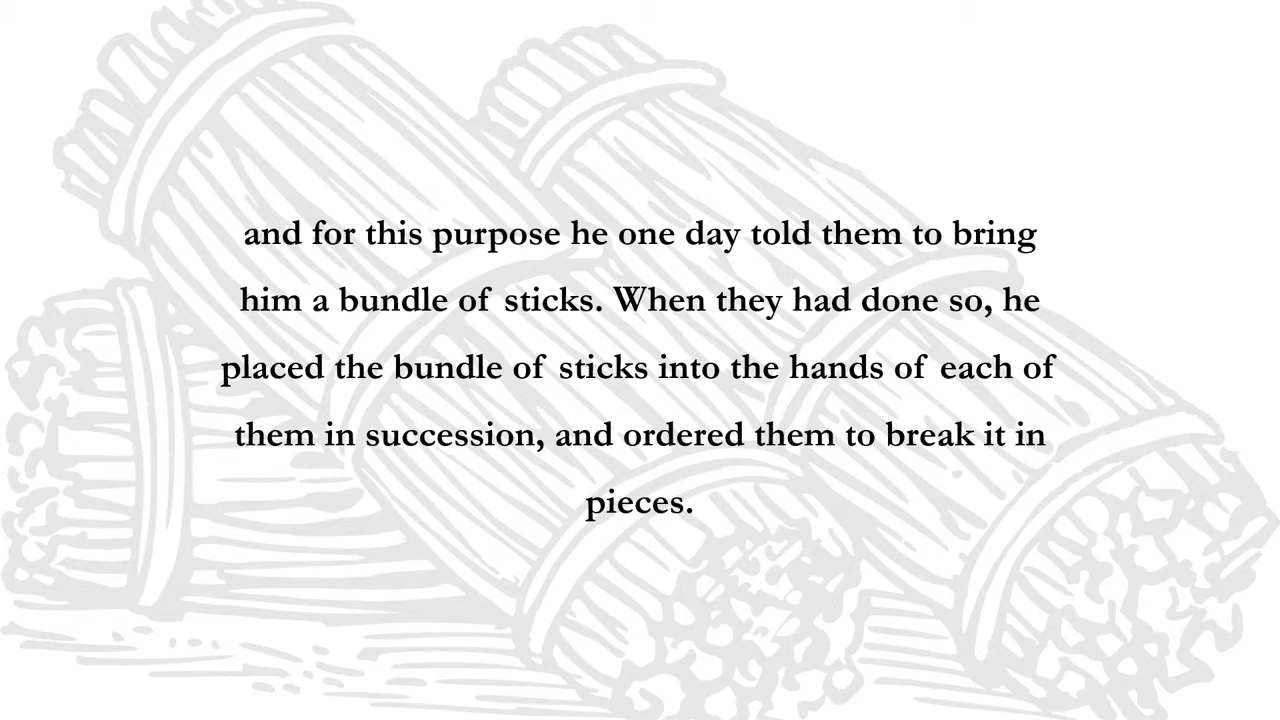 and for this purpose he one day told them to bring
him a bundle of sticks. When they had done so, he
placed the bundle of sticks into the hands of each of
them in succession, and ordered them to break it in
pieces.